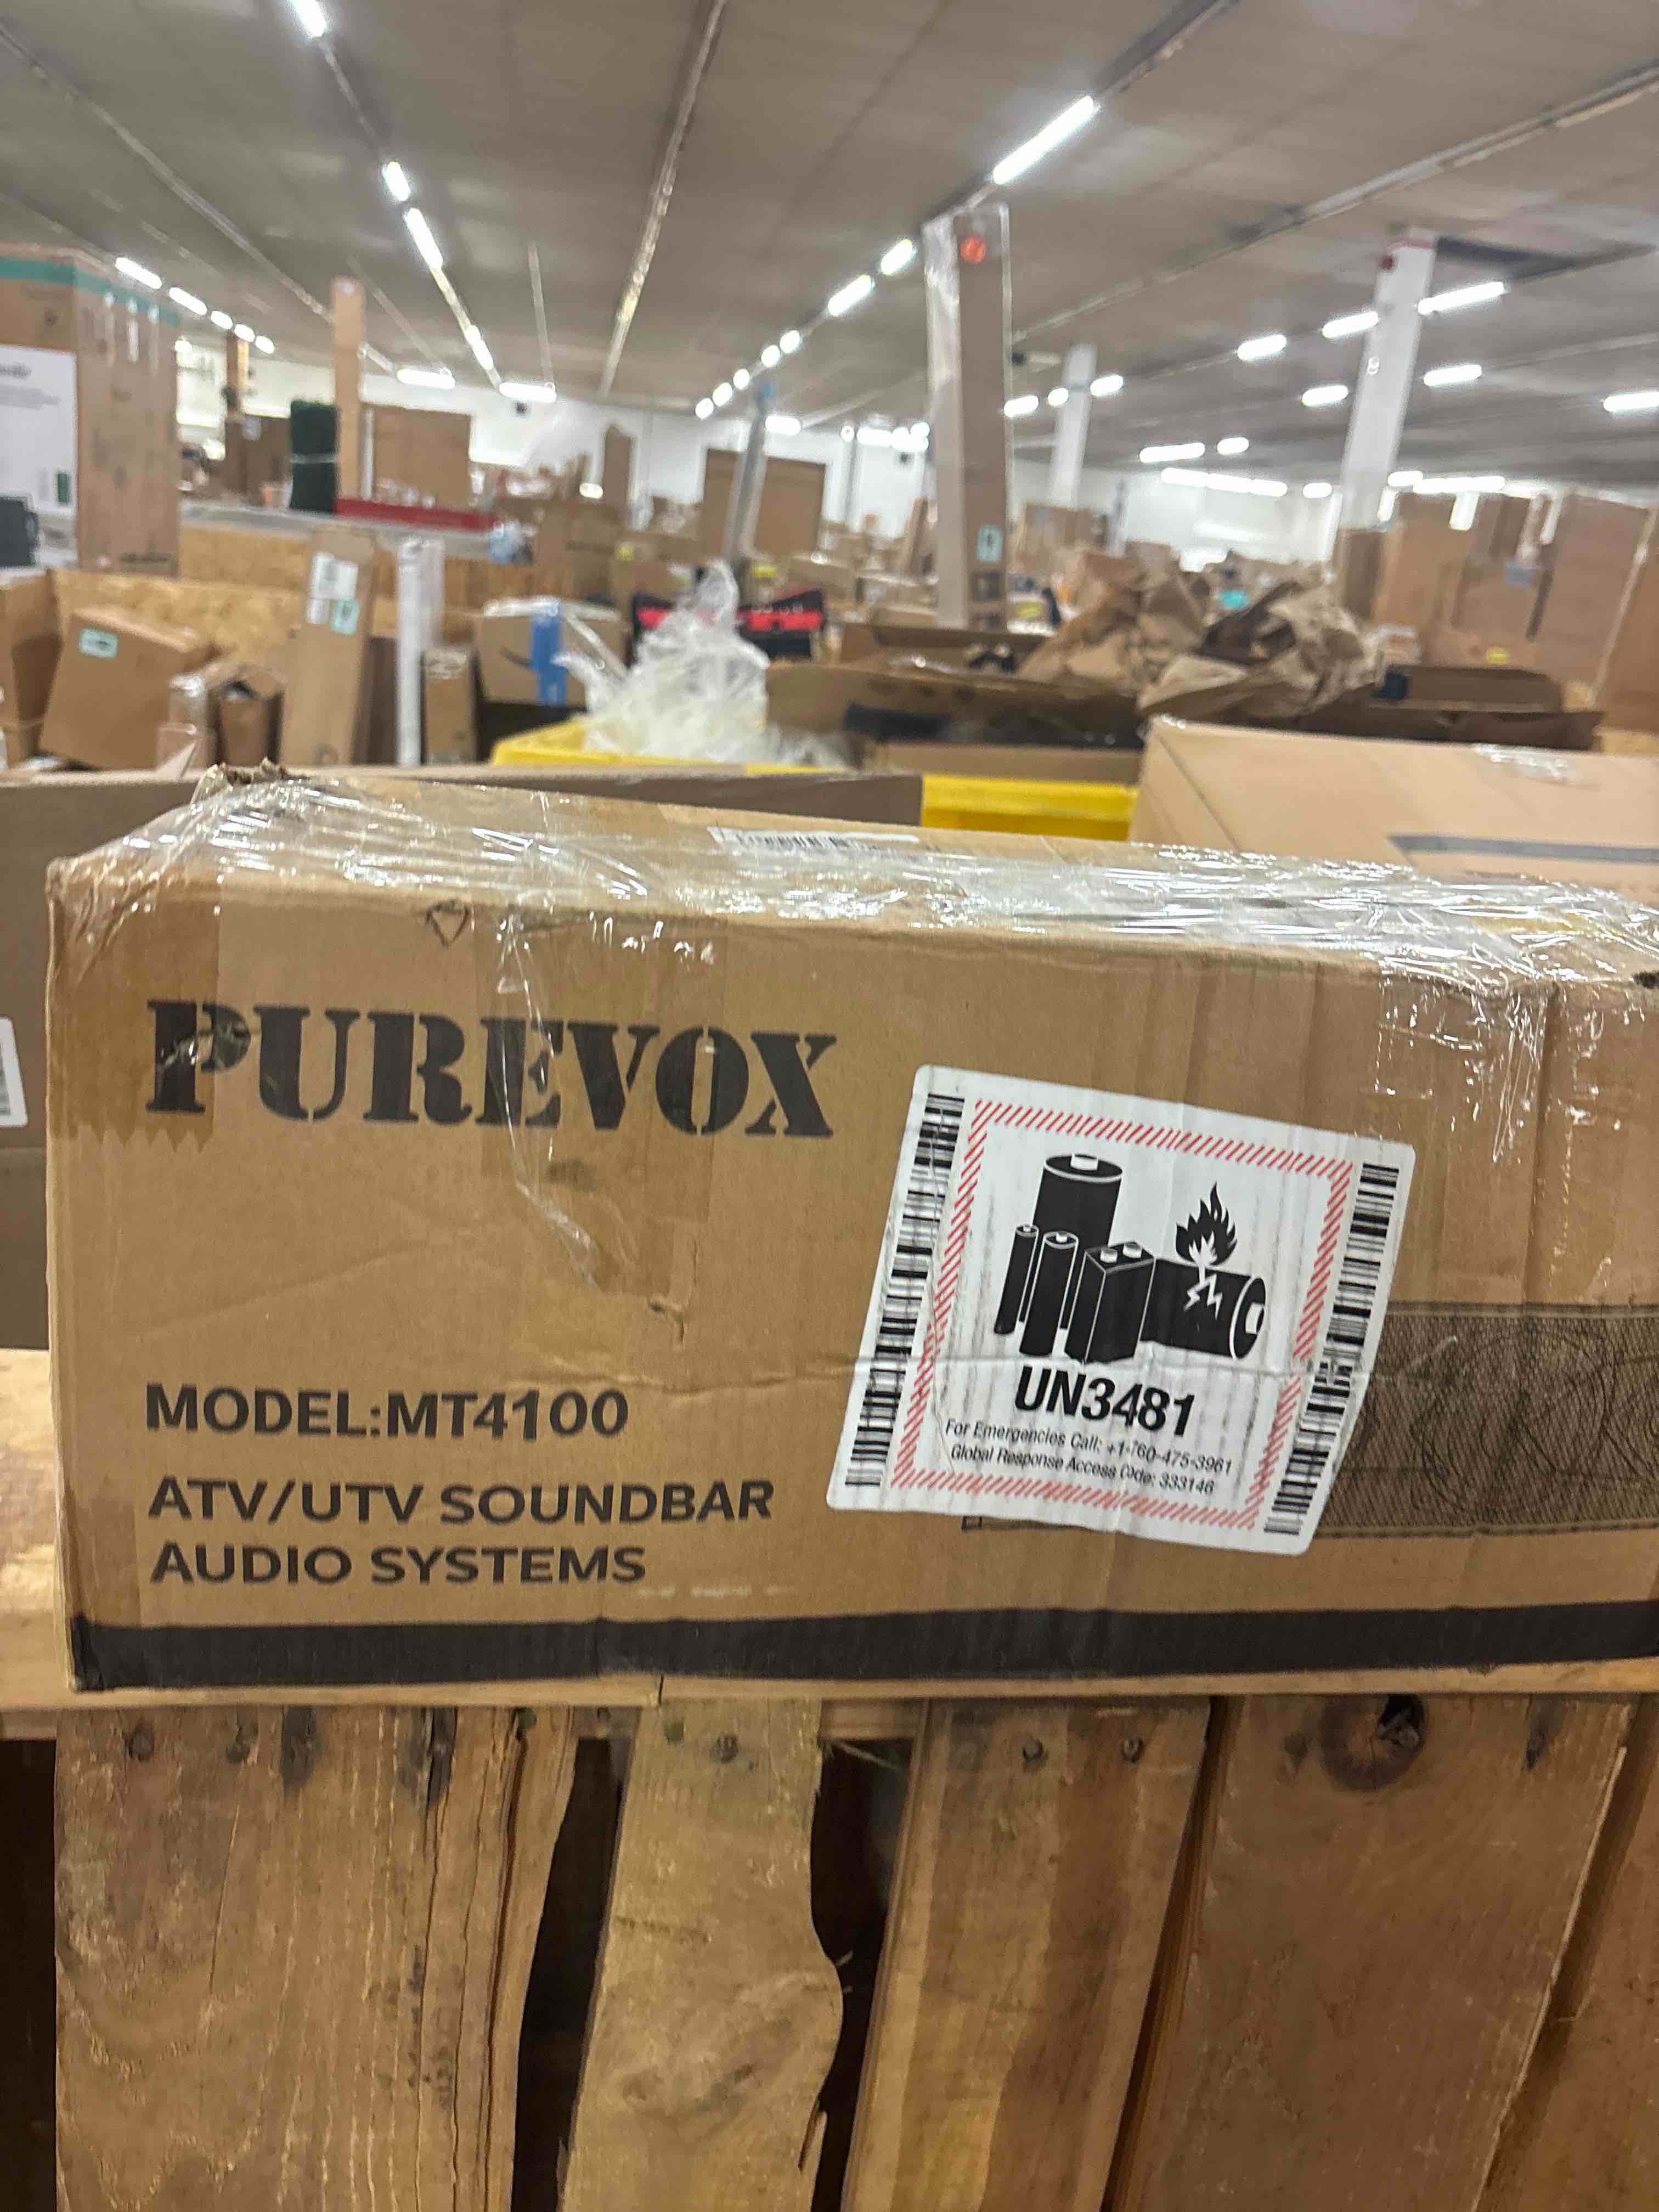 PUREVOX
MODEL:MT4100
ATV/UTV SOUNDBAR
AUDIO SYSTEMS
UN3481
For Emergencies Call: +1-760-475-3961
Global Response Access Code: 333146